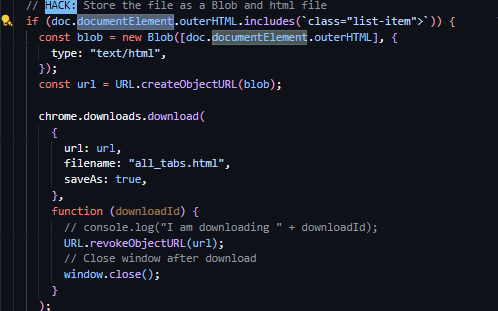 // HACK: Store the file as a Blob and html file
if (doc.documentElement.outerHTML.includes(`class="list-item">`)) {
const blob = new Blob([doc.documentElement.outerHTML], {
type: "text/html",
});
const url = URL.createObjectURL(blob);
chrome.downloads.download(
{
url: url,
filename: "all_tabs.html",
saveAs: true,
},
function (downloadId) {
// console.log("I am downloading " + downloadId);
URL.revokeObjectURL(url);
// Close window after download
window.close();
}
);